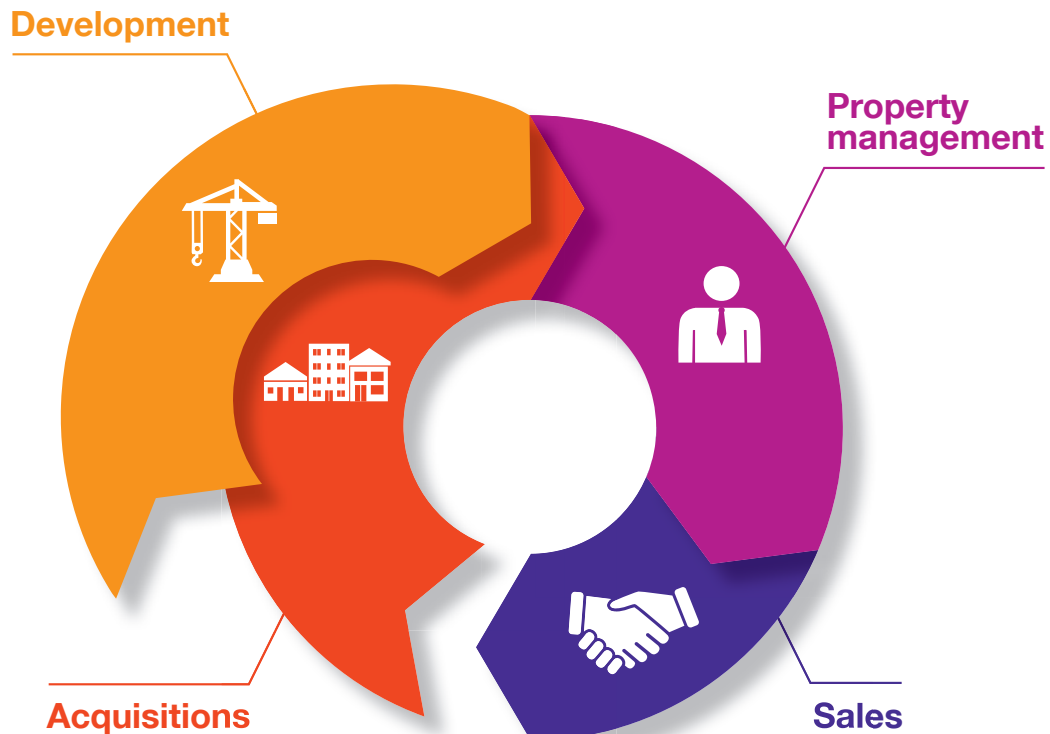 Development
Property
management
Acquisitions
Sales